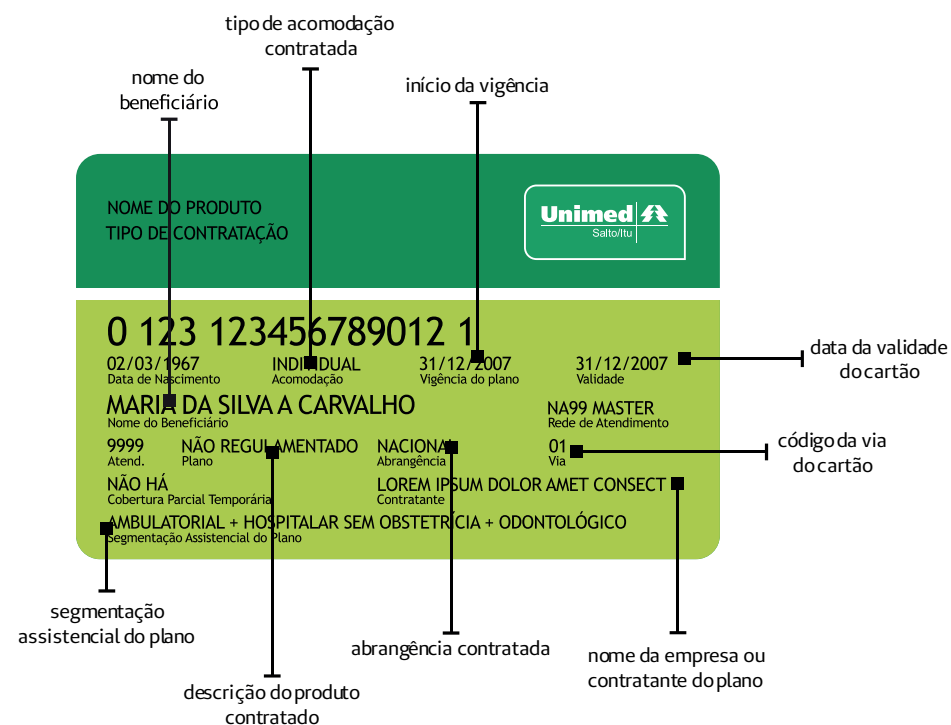 tipo de acomodação
contratada
nome do
beneficiário
início da vigência
NOME DO PRODUTO
TIPO DE CONTRATAÇÃO
Unimed
Salto/Itu
0 123 123456789012 1
02/03/1967 INDIVIDUAL 31/12/2007 31/12/2007
Data de Nascimento Acomodação Vigência do plano Validade
data da validade
do cartão
MARIA DA SILVA A CARVALHO NA99 MASTER
Nome do Beneficiário Rede de Atendimento
9999 NÃO REGULAMENTADO NACIONAL 01
Atend. Plano Abrangência Via
código da via
do cartão
NÃO HÁ LOREM IPSUM DOLOR AMET CONSECT
Cobertura Parcial Temporária Contratante
AMBULATORIAL + HOSPITALAR SEM OBSTETRÍCIA + ODONTOLÓGICO
Segmentação Assistencial do Plano
segmentação
assistencial do plano
abrangência contratada
nome da empresa ou
contratante do plano
descrição do produto
contratado